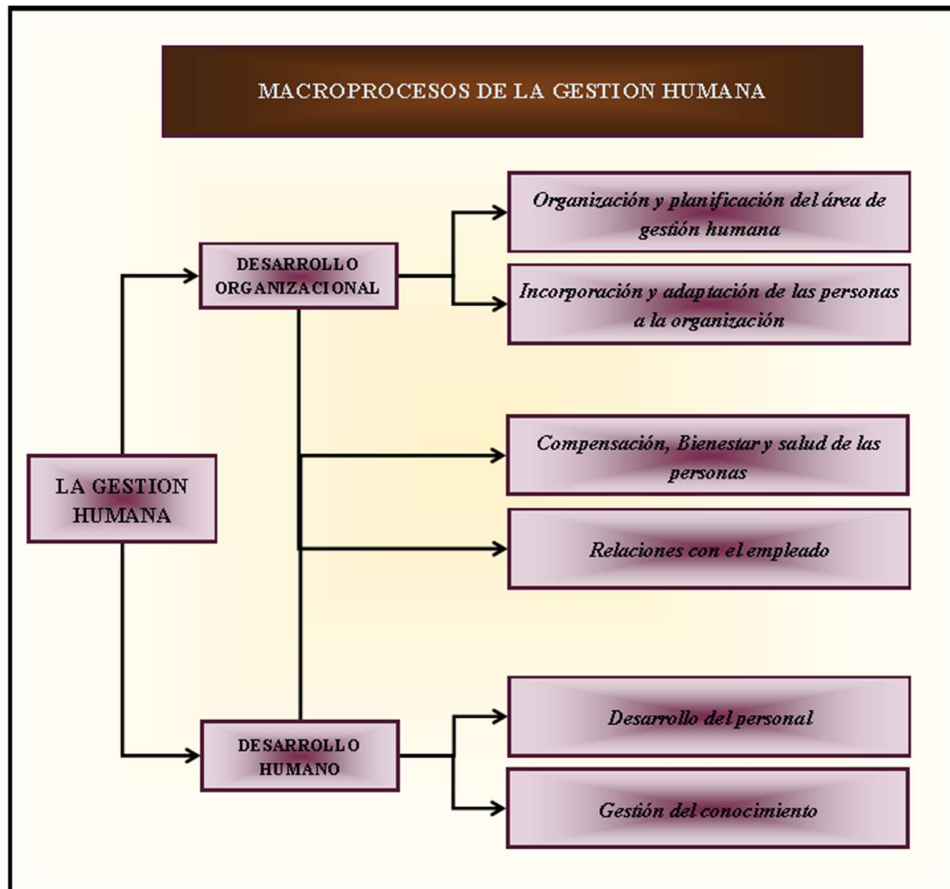 MACROPROCESOS DE LA GESTION HUMANA
Organización y planificación del área de
gestión humana
DESARROLLO
ORGANIZACIONAL
Incorporación y adaptación de las personas
a la organización
Compensación, Bienestar y salud de las
personas
LA GESTION
HUMANA
Relaciones con el empleado
Desarrollo del personal
DESARROLLO
HUMANO
Gestión del conocimiento